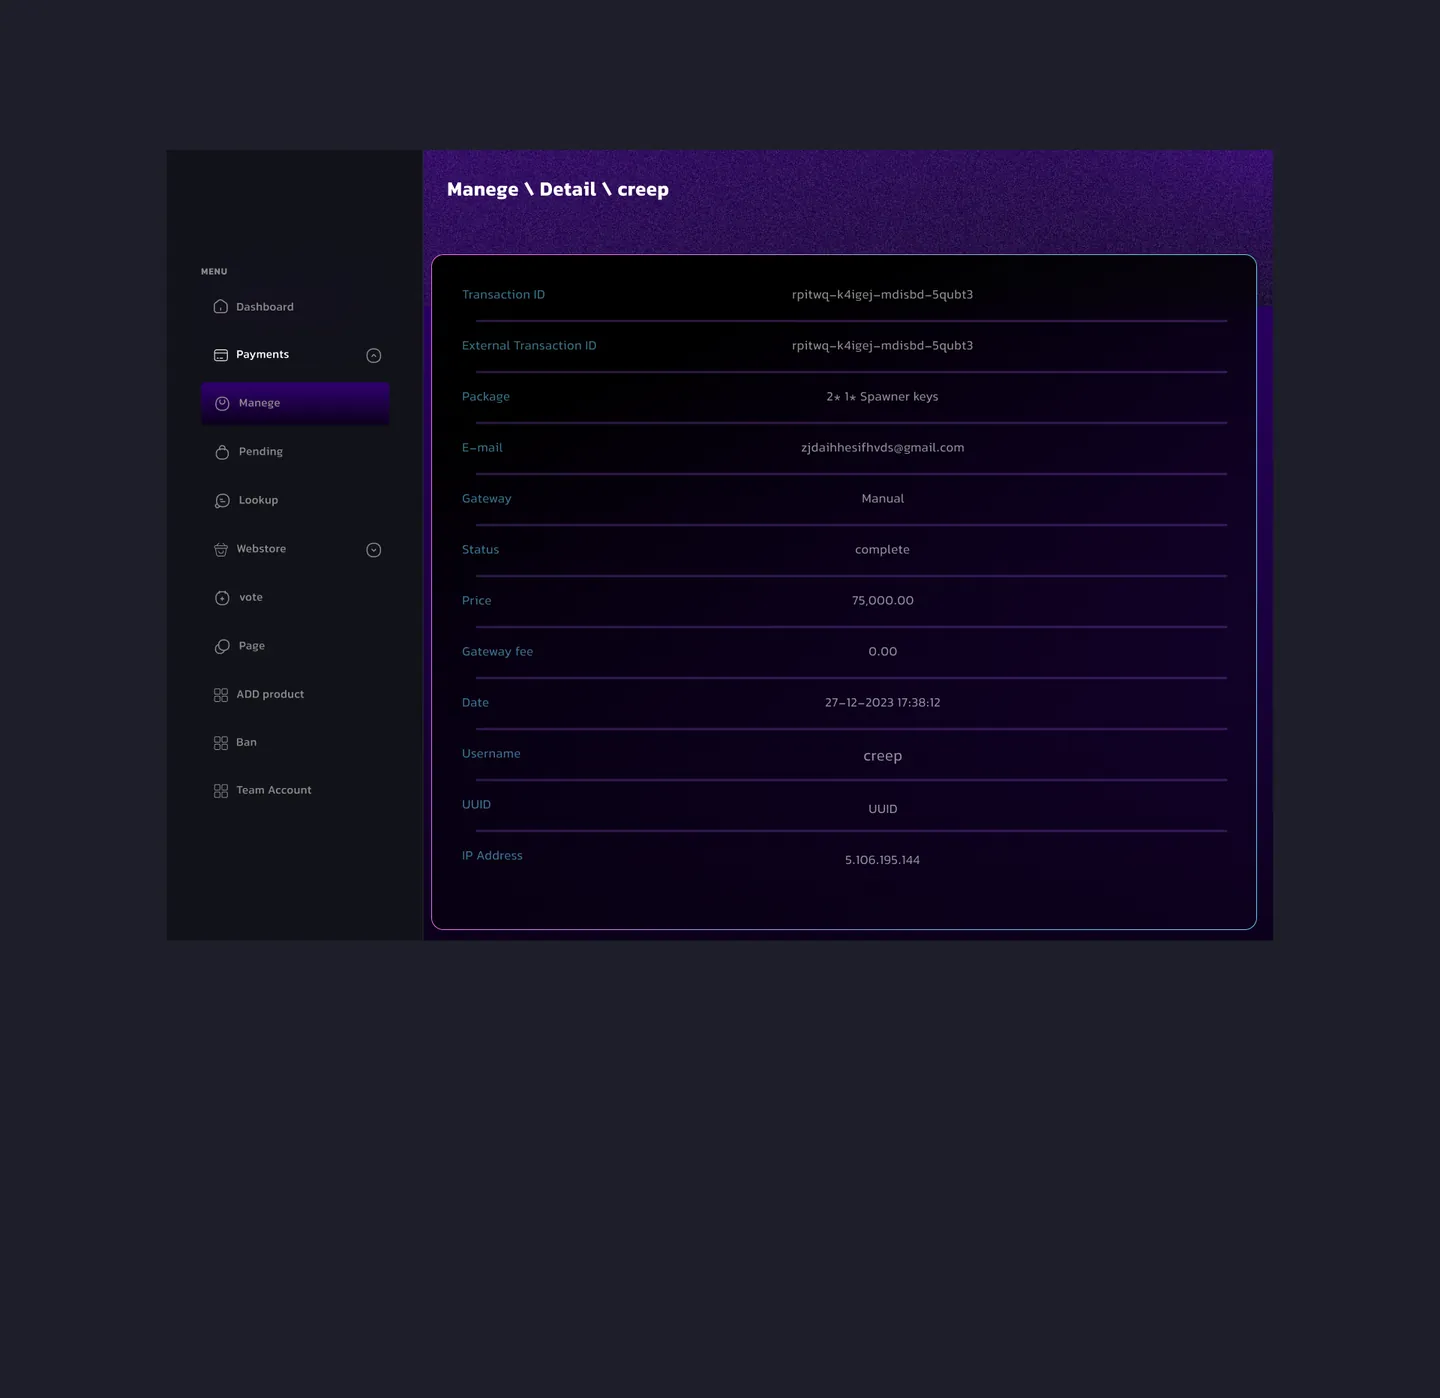 Manege \ Detail \ creep
MENU
Dashboard
Payments
Manege
Pending
Lookup
Webstore
vote
Page
ADD product
Ban
Team Account
Transaction ID rpitwq-k4igej-mdisbd-5qubt3
External Transaction ID rpitwq-k4igej-mdisbd-5qubt3
Package 2* 1* Spawner keys
E-mail zjdaihhesifhvds@gmail.com
Gateway Manual
Status complete
Price 75,000.00
Gateway fee 0.00
Date 27-12-2023 17:38:12
Username creep
UUID UUID
IP Address 5.106.195.144